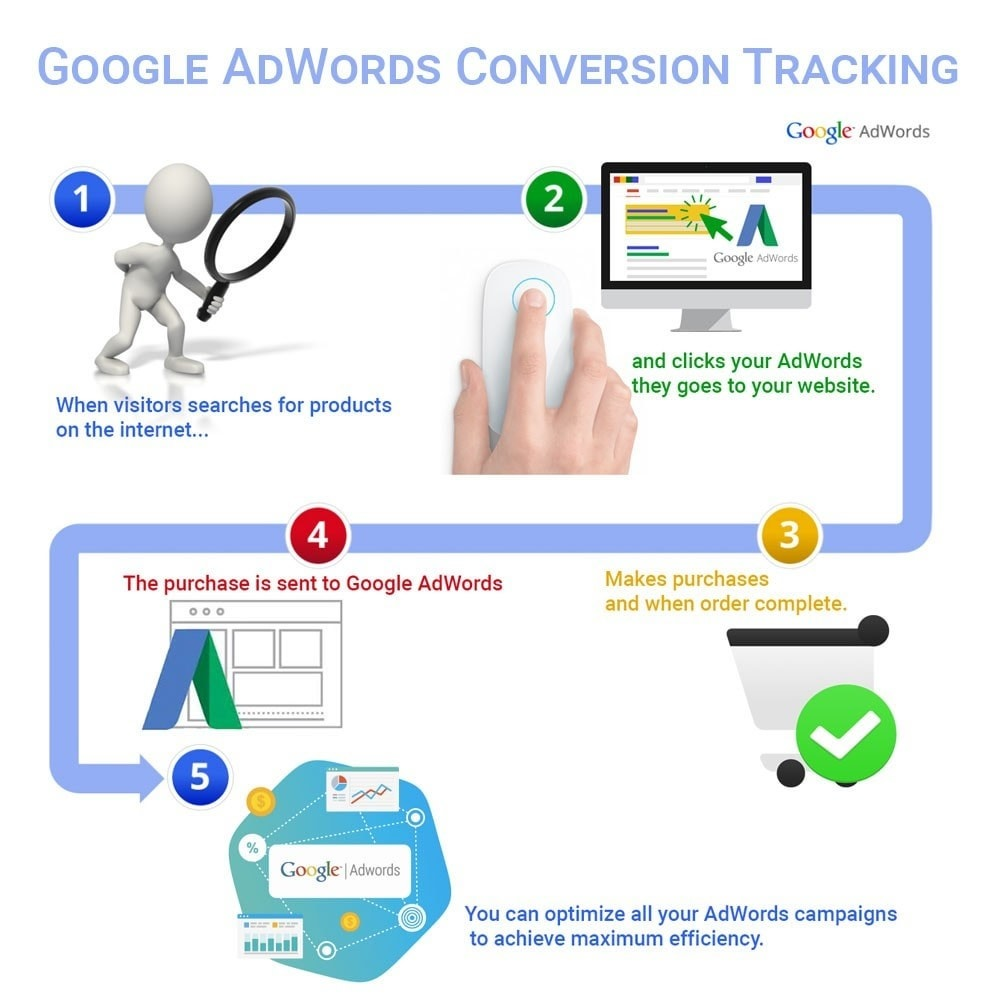 GOOGLE ADWORDS CONVERSION TRACKING
Google AdWords
1
2
Google AdWords
and clicks your AdWords
they goes to your website.
When visitors searches for products
on the internet...
4
3
The purchase is sent to Google AdWords
Makes purchases
and when order complete.
5
$
%
Google | Adwords
$
You can optimize all your AdWords campaigns
to achieve maximum efficiency.